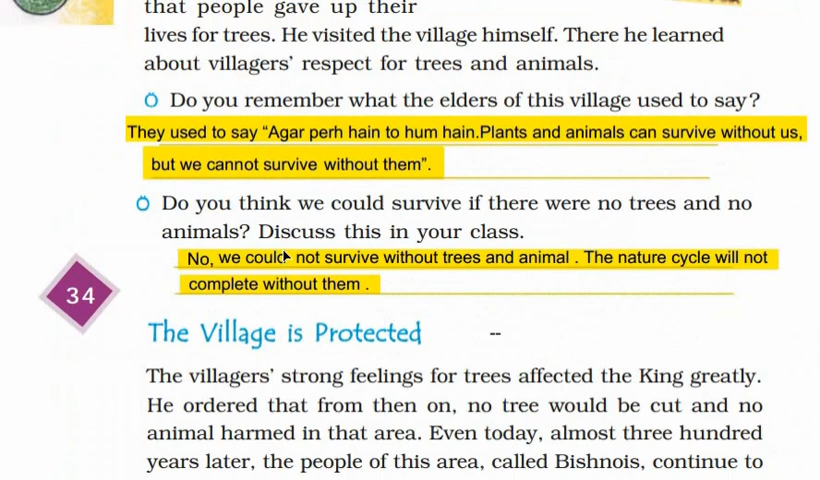 that people gave up their
lives for trees. He visited the village himself. There he learned
about villagers' respect for trees and animals.
Do you remember what the elders of this village used to say?
They used to say “Agar perh hain to hum hain.Plants and animals can survive without us,
but we cannot survive without them”.
Do you think we could survive if there were no trees and no
animals? Discuss this in your class.
No, we could not survive without trees and animal . The nature cycle will not
complete without them .
34
The Village is Protected
--
The villagers' strong feelings for trees affected the King greatly.
He ordered that from then on, no tree would be cut and no
animal harmed in that area. Even today, almost three hundred
years later, the people of this area, called Bishnois, continue to